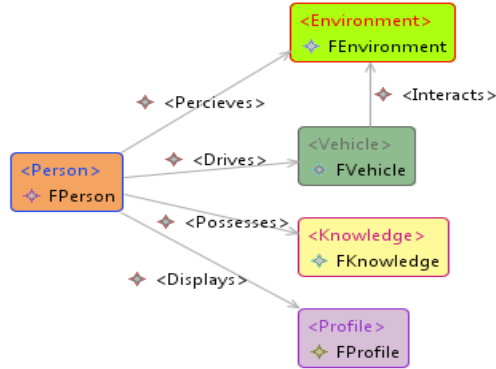 <Environment>
FEnvironment
<Percieves>
<Interacts>
<Vehicle>
<Drives>
FVehicle
<Person>
FPerson
<Possesses>
<Knowledge>
FKnowledge
<Displays>
<Profile>
FProfile